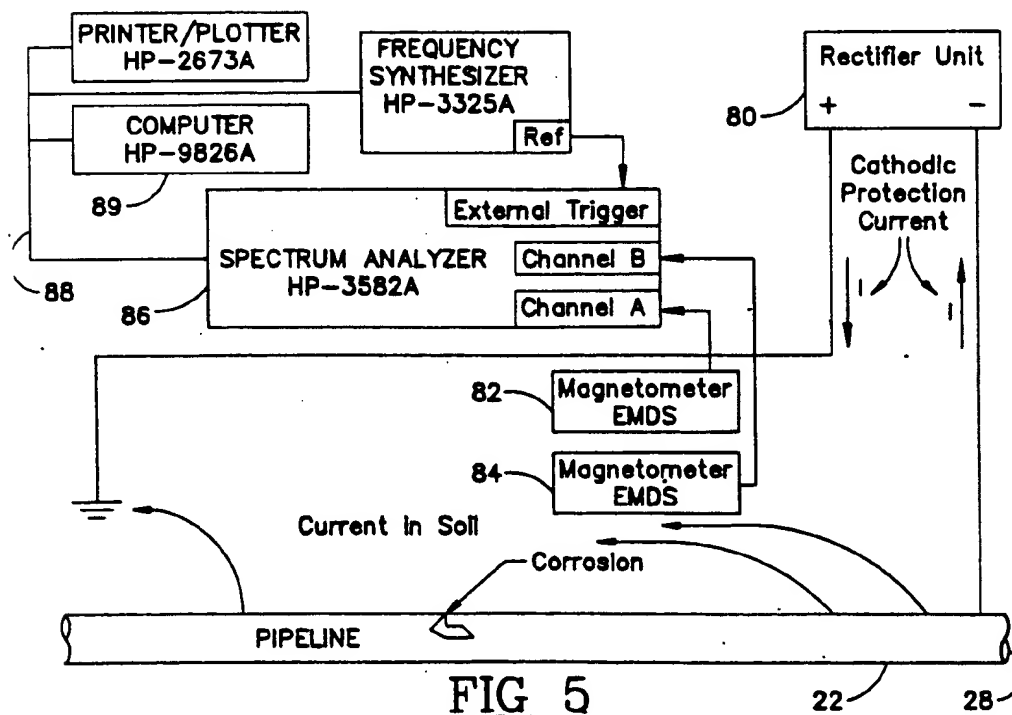 PRINTER/PLOTTER
HP-2673A
FREQUENCY
SYNTHESIZER
HP-3325A
Ref
Rectifier Unit
+ -
80
COMPUTER
HP-9826A
89
Cathodic
Protection
Current
External Trigger
SPECTRUM ANALYZER
HP-3582A
Channel B
Channel A
88
86
I
I
82
Magnetometer
EMDS
84
Magnetometer
EMDS
Current in Soil
Corrosion
PIPELINE
FIG 5
22
28